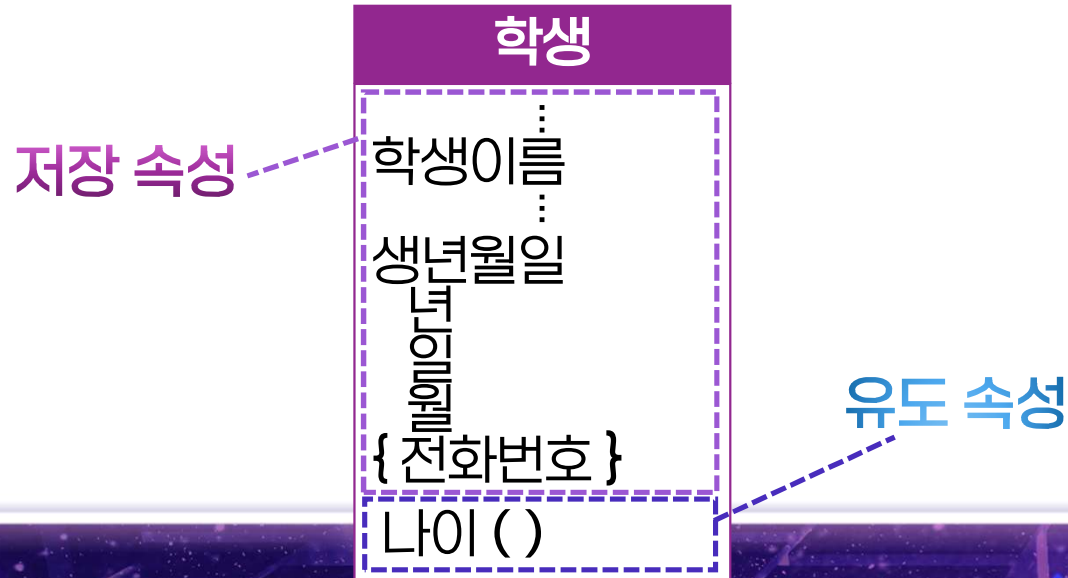 학생
저장 속성
⋮
학생이름
⋮
생년월일
년
일
월
{ 전화번호 }
유도 속성
나이 ( )